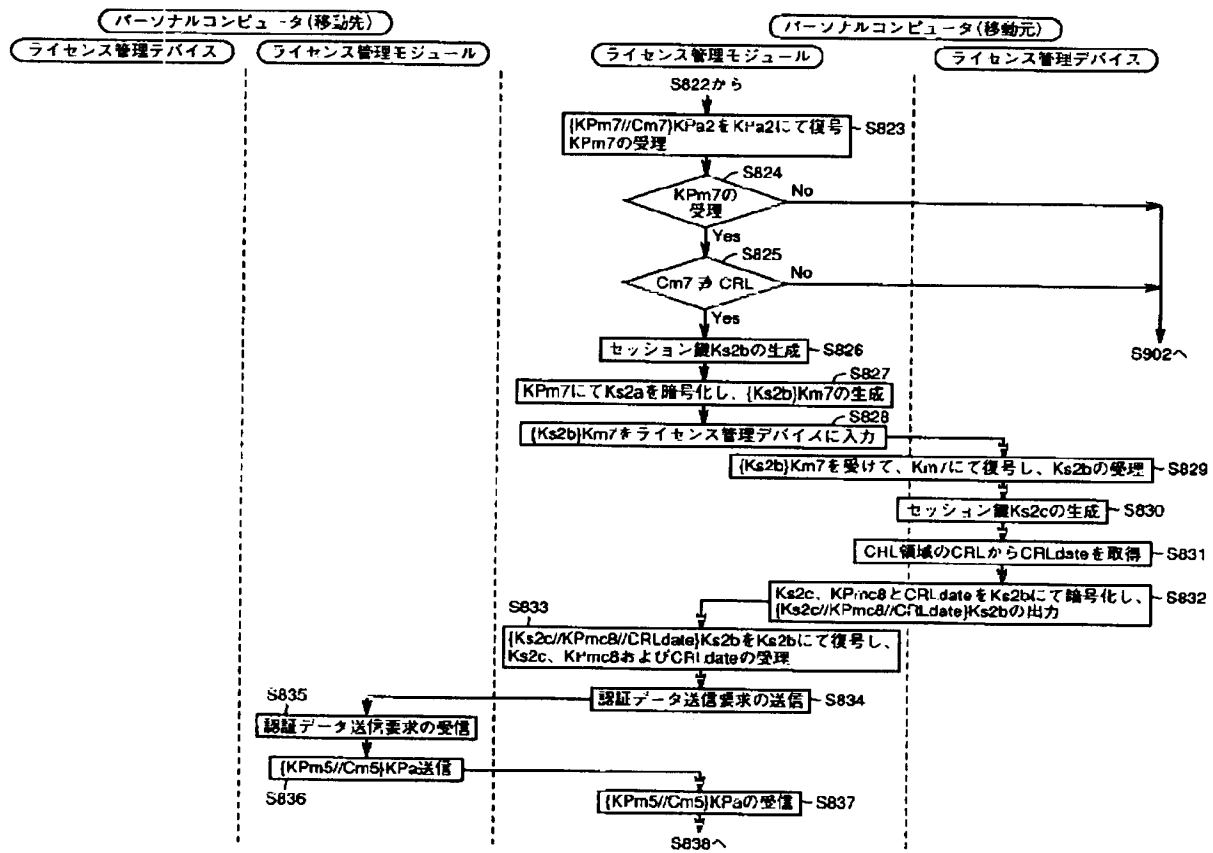 パーソナルコンピュータ(移動先)
パーソナルコンピュータ(移動元)
ライセンス管理デバイス
ライセンス管理モジュール
ライセンス管理モジュール
ライセンス管理デバイス
S822から
{KPm7//Cm7}KPa2をKPa2にて復号
KPm7の受理
S823
S824
KPm7の
受理
No
Yes
S825
Cm7 ∌ CRL
No
Yes
S902へ
セッション鍵Ks2bの生成
S826
S827
KPm7にてKs2aを暗号化し、{Ks2b}Km7の生成
S828
{Ks2b}Km7をライセンス管理デバイスに入力
{Ks2b}Km7を受けて、Km7にて復号し、Ks2bの受理
S829
セッション鍵Ks2cの生成
S830
CHL領域のCRLからCRLdateを取得
S831
Ks2c、KPmc8とCRLdateをKs2bにて暗号化し、
{Ks2c//KPmc8//CRLdate}Ks2bの出力
S832
S833
{Ks2c//KPmc8//CRLdate}Ks2bをKs2bにて復号し、
Ks2c、KPmc8およびCRLdateの受理
認証データ送信要求の送信
S834
S835
認証データ送信要求の受信
{KPm5//Cm5}KPa送信
S836
{KPm5//Cm5}KPaの受信
S837
S838へ